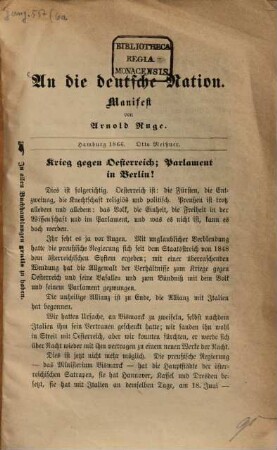 BIBLIOTHECA
REGIA
MONACENSIS.
An die deutsche Nation.
Manifest
von
Arnold Ruge.
Hamburg 1866. Otto Meißner.
Krieg gegen Oesterreich; Parlament
in Berlin!
Dies ist folgerichtig. Oesterreich ist: die Fürsten, die Ent-
zweiung, die Knechtschaft religiös und politisch. Preußen ist trotz
alledem und alledem: das Volk, die Einheit, die Freiheit in der
Wissenschaft und im Parlament, und was es nicht ist, kann es
doch werden.
Ihr seht es ja vor Augen. Mit unglaublicher Verblendung
hatte die preußische Regierung sich seit dem Staatsstreich von 1848
dem österreichischen System ergeben; mit einer überraschenden
Wendung hat die Allgewalt der Verhältnisse zum Kriege gegen
Oesterreich und seine Vasallen und zum Bündniß mit dem Volk
und seinem Parlament gezwungen.
Die unheilige Allianz ist zu Ende, die Allianz mit Italien
hat begonnen.
Wir hatten Ursache, an Bismarck zu zweifeln, selbst nachdem
Italien ihm sein Vertrauen geschenkt hatte; wir fanden ihn wohl
in Streit mit Oesterreich, aber wir konnten fürchten, er werde sich
über Nacht wieder mit ihm vertragen zu einem neuen Werke der Nacht.
Dies ist jetzt nicht mehr möglich. Die preußische Regierung —
das Ministerium Bismarck — hat die Hauptstädte der öster-
reichischen Satrapen, sie hat Hannover, Kassel und Dresden be-
setzt, sie hat mit Italien an demselben Tage, am 18. Juni —
In allen Buchhandlungen gratis zu haben.